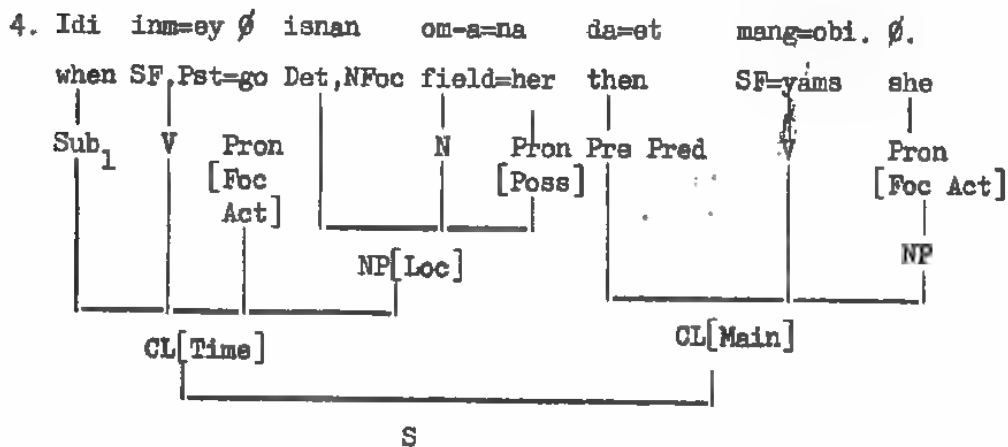 4. Idi inm=ey Ø isnan om-a=na da=et mang=obi. Ø.
when SF,Pst=go Det,NFoc field=her then SF=yams she
Sub₁ V Pron N Pron Pre Pred V Pron
[Foc [Poss] [Foc Act]
Act]
NP[Loc] NP
CL[Time] CL[Main]
S